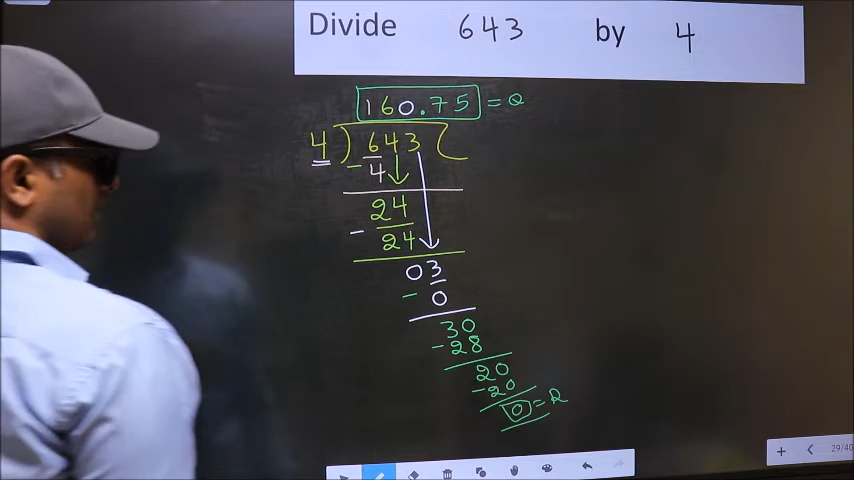 Divide 643 by 4
160.75 = Q
4 ) 643 (
- 4
24
- 24
03
- 0
30
- 28
20
- 20
0 = R
+ < 29/40